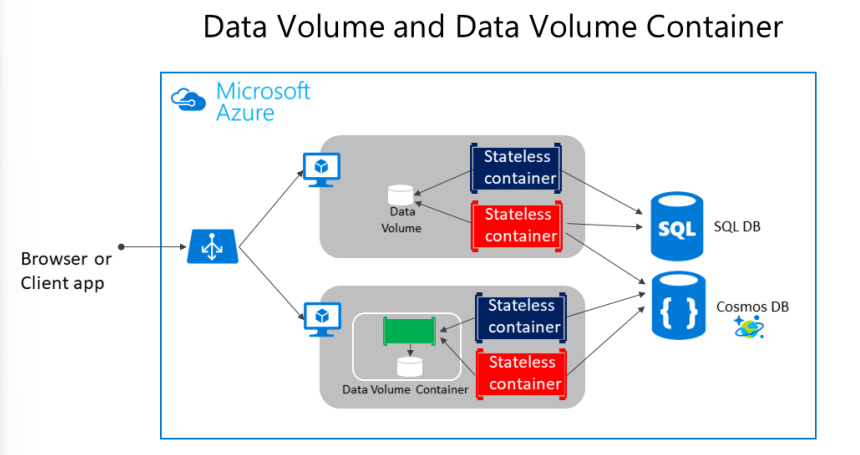 Data Volume and Data Volume Container
Microsoft
Azure
Stateless
container
Data
Volume
Stateless
container
SQL
SQL DB
Browser or
Client app
Stateless
container
{ }
Cosmos DB
Stateless
container
Data Volume Container